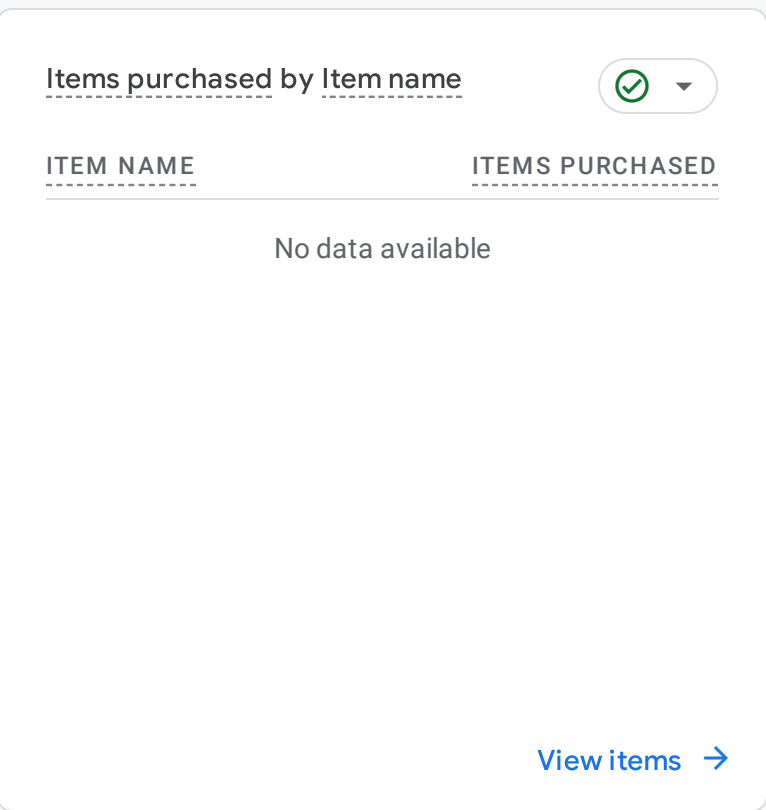 Items purchased by Item name
ITEM NAME ITEMS PURCHASED
No data available
View items